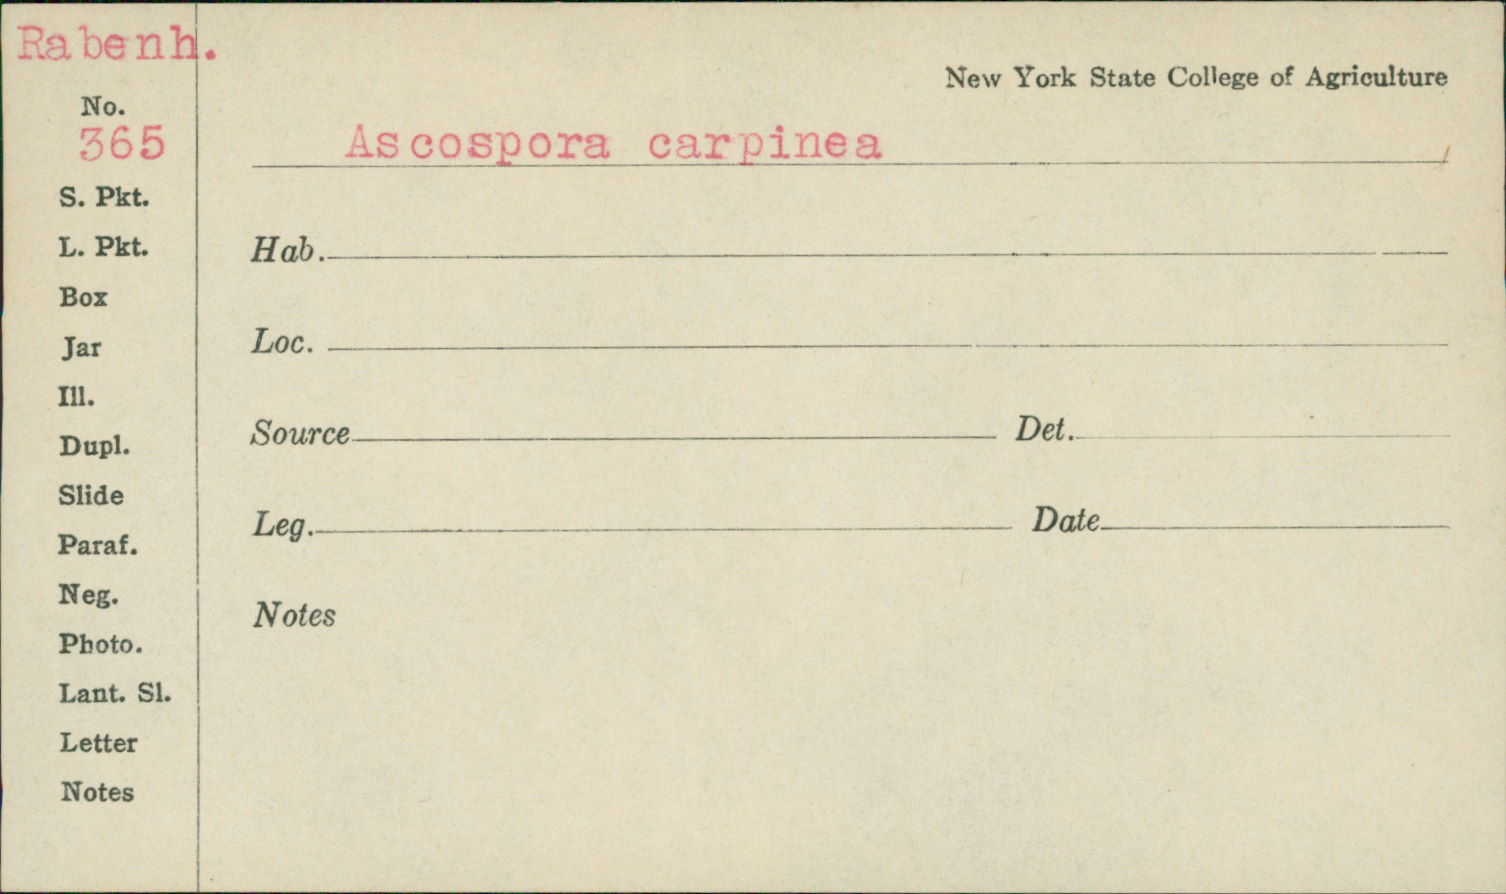 Rabenh.
New York State College of Agriculture
No.
365
Ascospora carpinea
S. Pkt.
L. Pkt.
Box
Jar
Ill.
Dupl.
Slide
Paraf.
Neg.
Photo.
Lant. Sl.
Letter
Notes
Hab.
Loc.
Source Det.
Leg. Date
Notes